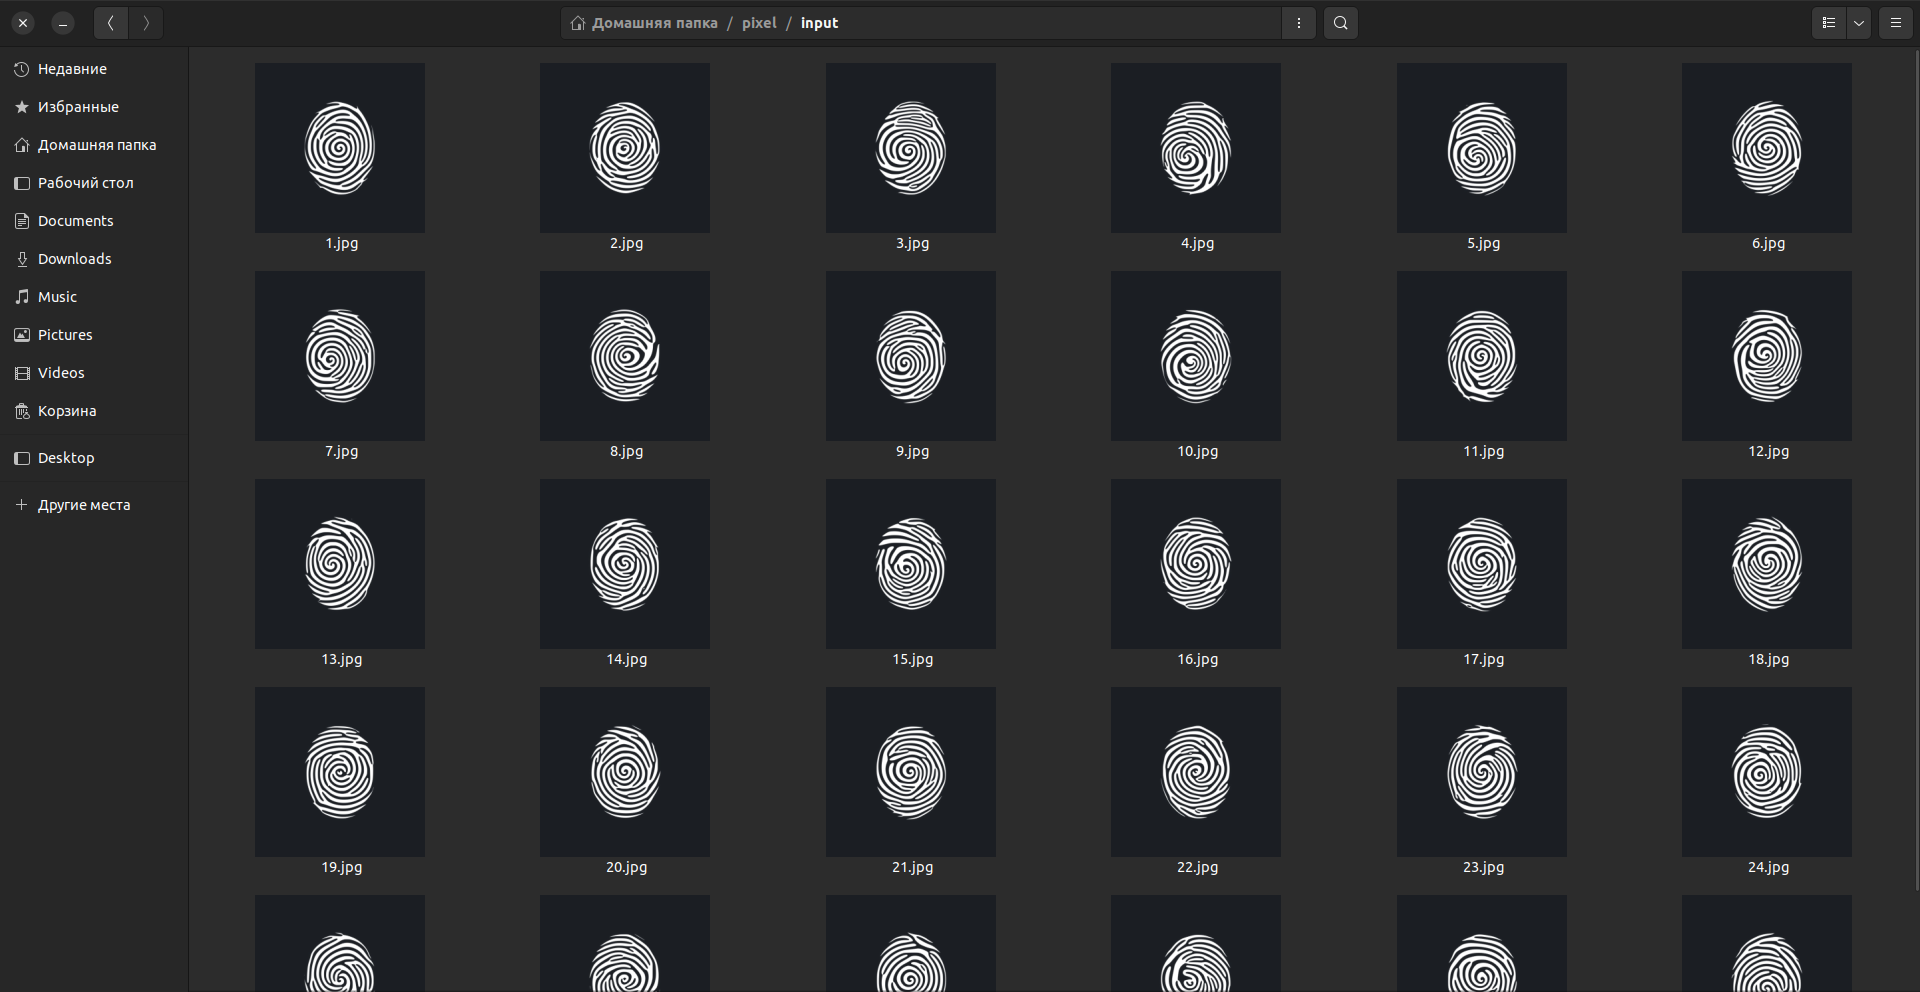 Домашняя папка / pixel / input
Недавние
Избранные
Домашняя папка
Рабочий стол
Documents
Downloads
Music
Pictures
Videos
Корзина
Desktop
Другие места
1.jpg 2.jpg 3.jpg 4.jpg 5.jpg 6.jpg
7.jpg 8.jpg 9.jpg 10.jpg 11.jpg 12.jpg
13.jpg 14.jpg 15.jpg 16.jpg 17.jpg 18.jpg
19.jpg 20.jpg 21.jpg 22.jpg 23.jpg 24.jpg